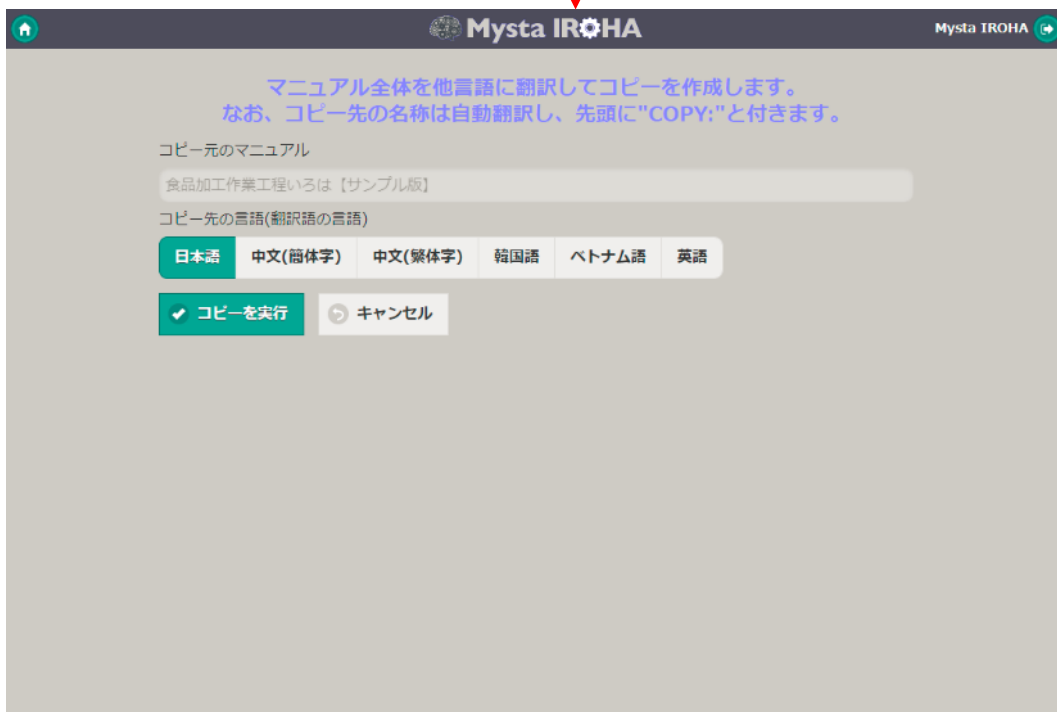 Mysta IROHA
Mysta IROHA
マニュアル全体を他言語に翻訳してコピーを作成します。
なお、コピー先の名称は自動翻訳し、先頭に"COPY:"と付きます。
コピー元のマニュアル
食品加工作業工程いろは【サンプル版】
コピー先の言語(翻訳語の言語)
日本語 中文(簡体字) 中文(繁体字) 韓国語 ベトナム語 英語
コピーを実行 キャンセル